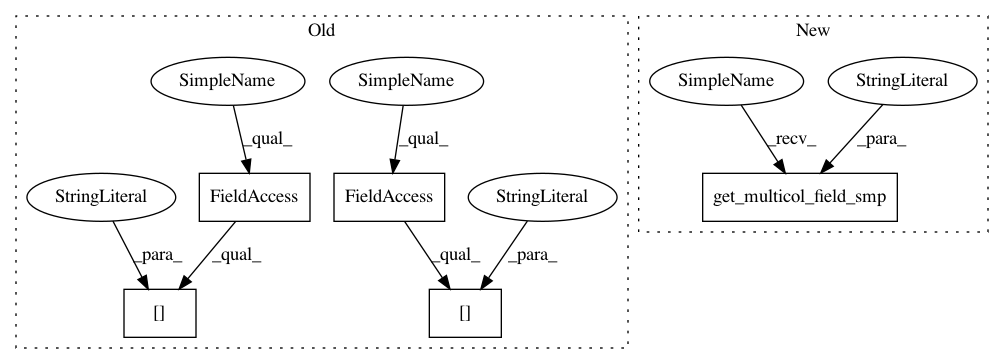 Old
New
SimpleName
SimpleName
SimpleName
StringLiteral
_qual_
_qual_
_recv_
_para_
StringLiteral
FieldAccess
FieldAccess
StringLiteral
get_multicol_field_smp
_para_
_qual_
_qual_
_para_
[]
[]